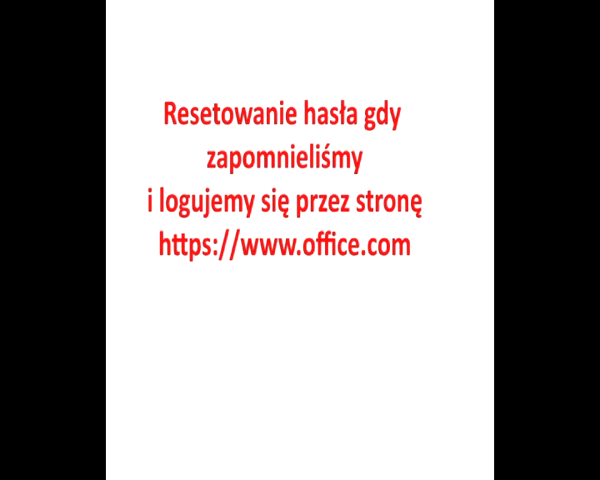 Resetowanie hasła gdy
zapomnieliśmy
i logujemy się przez stronę
https://www.office.com